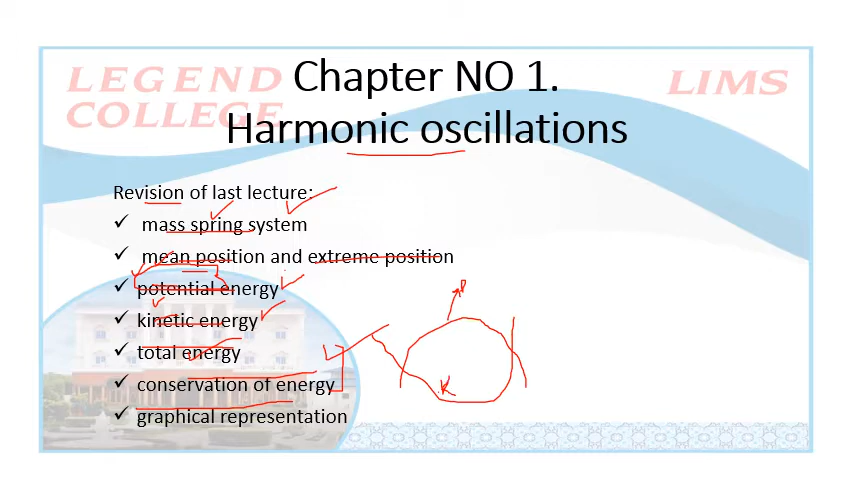 LEGEND
COLLEGE
LIMS
Chapter NO 1.
Harmonic oscillations
Revision of last lecture:
✓ mass spring system
✓ mean position and extreme position
✓ potential energy
✓ kinetic energy
✓ total energy
✓ conservation of energy
✓ graphical representation
P
K